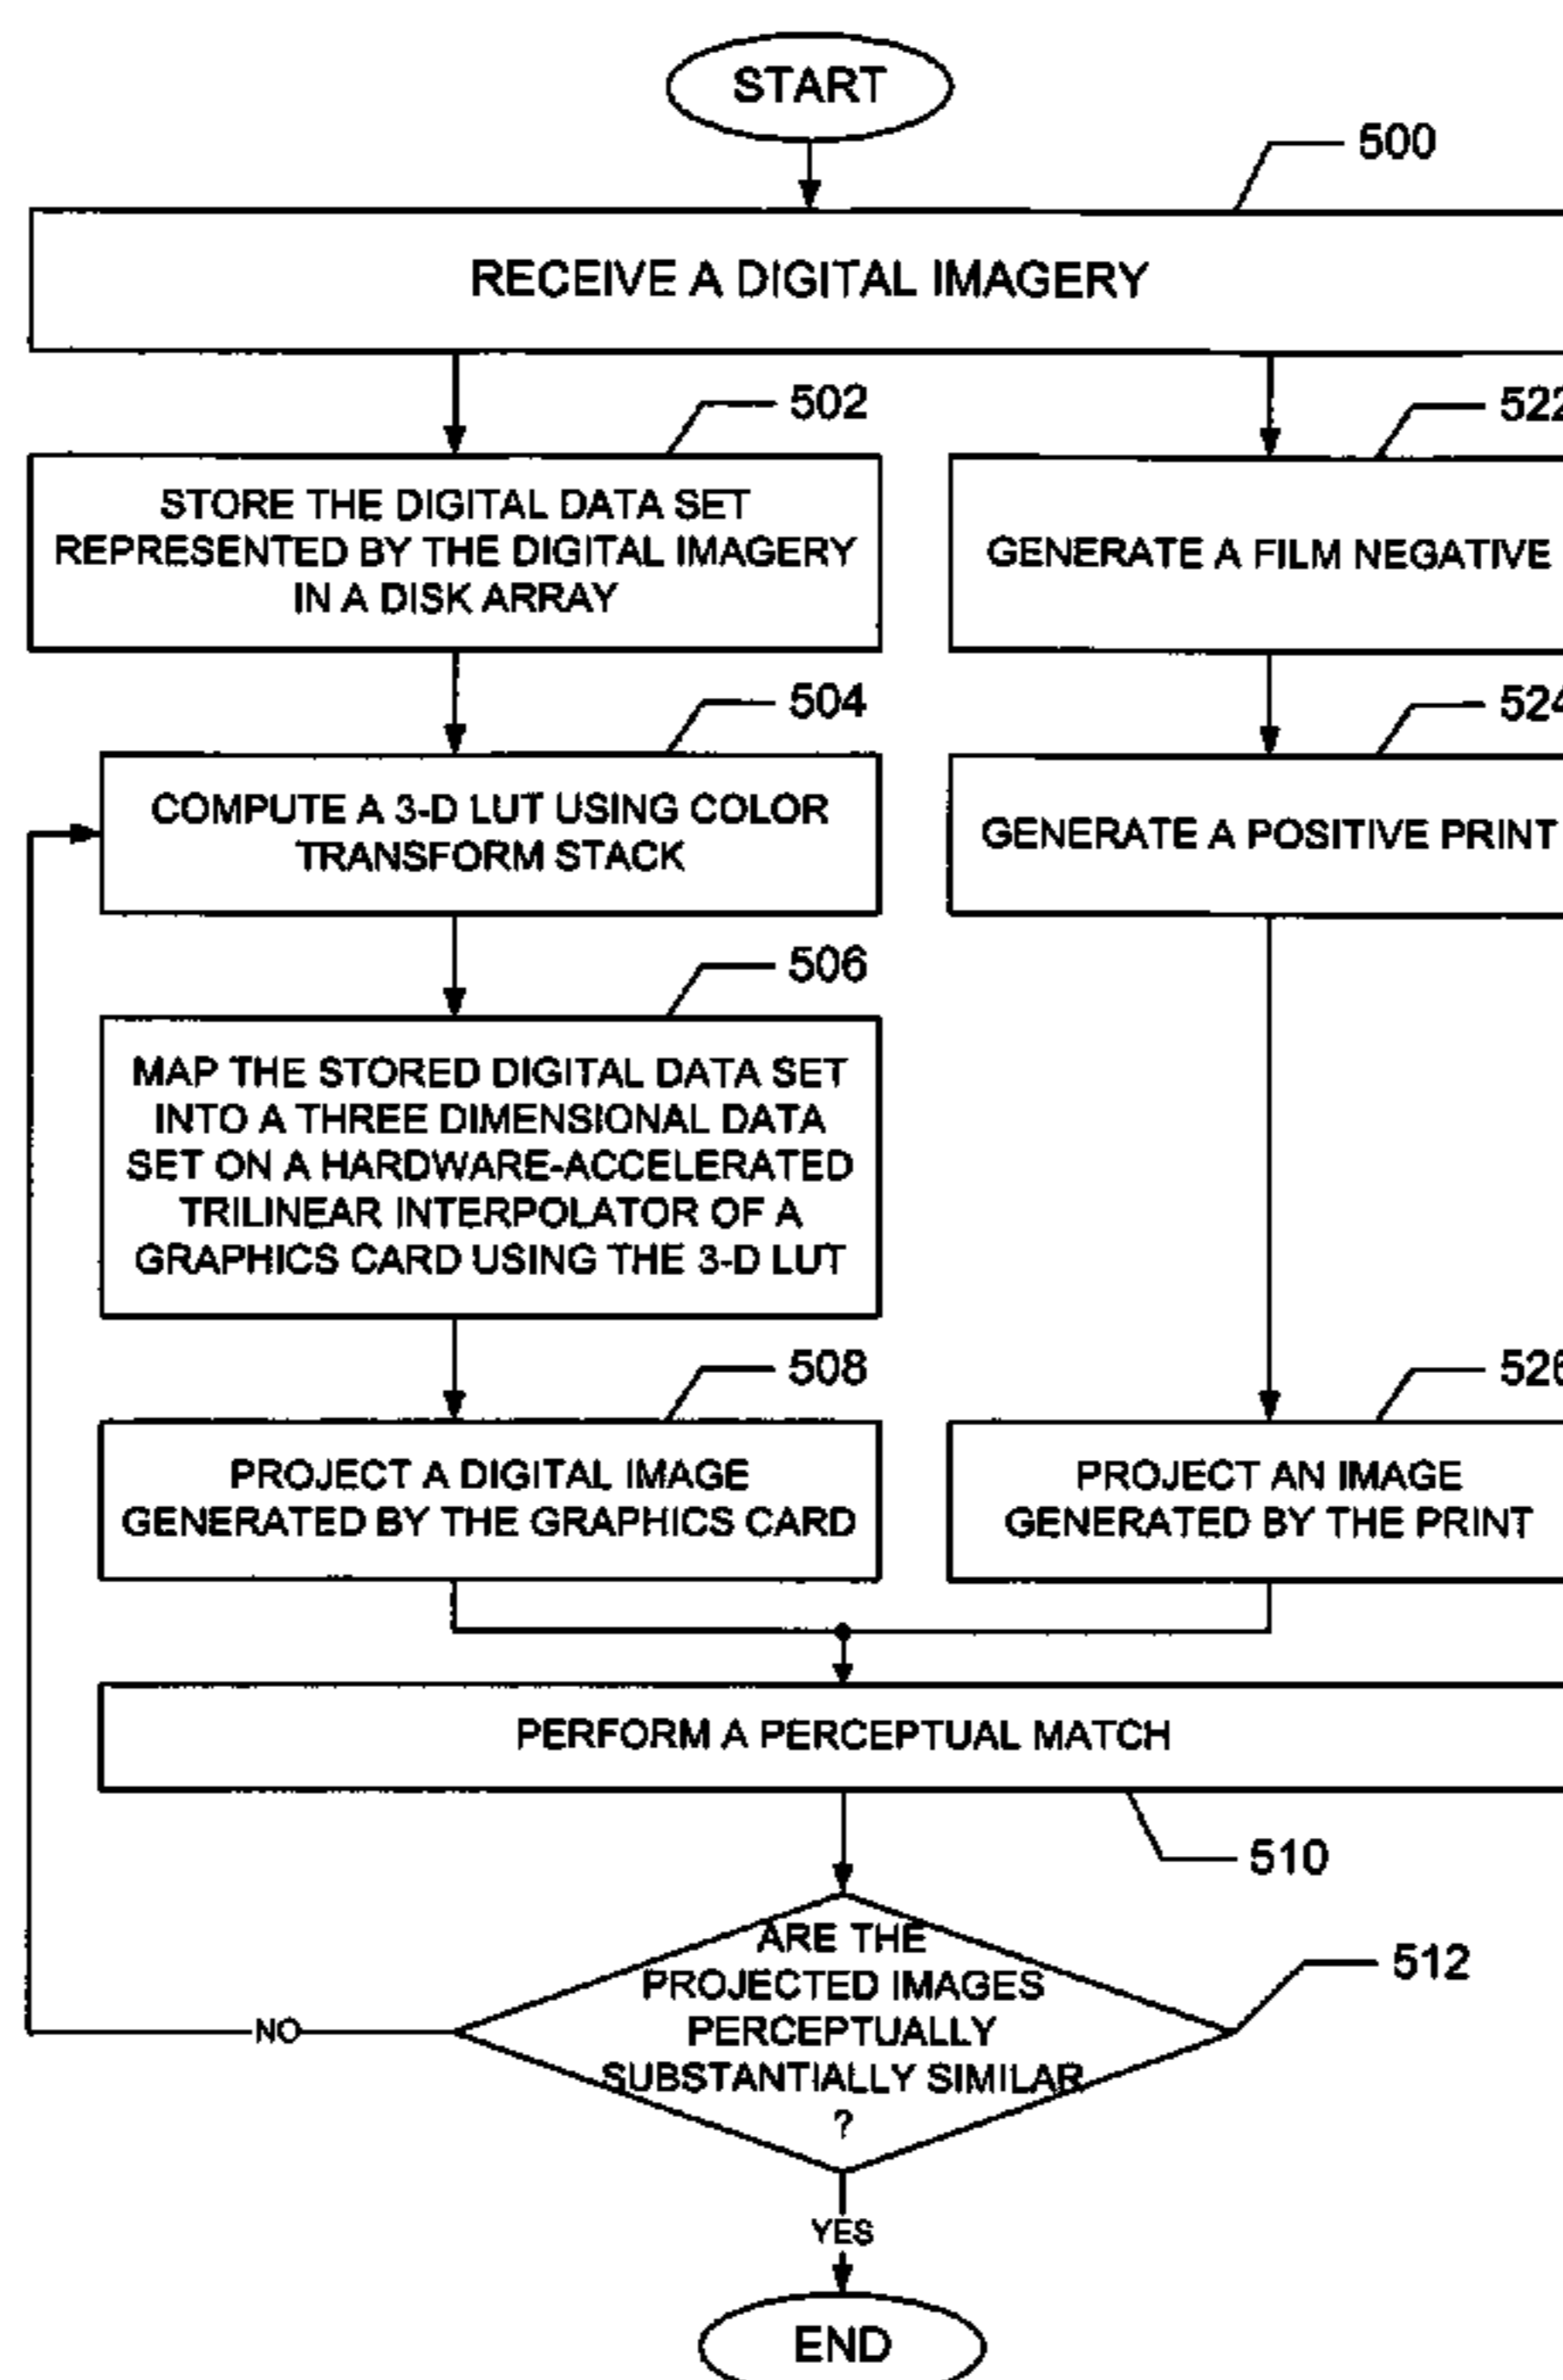 START
500
RECEIVE A DIGITAL IMAGERY
502
STORE THE DIGITAL DATA SET
REPRESENTED BY THE DIGITAL IMAGERY
IN A DISK ARRAY
522
GENERATE A FILM NEGATIVE
504
COMPUTE A 3-D LUT USING COLOR
TRANSFORM STACK
524
GENERATE A POSITIVE PRINT
506
MAP THE STORED DIGITAL DATA SET
INTO A THREE DIMENSIONAL DATA
SET ON A HARDWARE-ACCELERATED
TRILINEAR INTERPOLATOR OF A
GRAPHICS CARD USING THE 3-D LUT
508
PROJECT A DIGITAL IMAGE
GENERATED BY THE GRAPHICS CARD
526
PROJECT AN IMAGE
GENERATED BY THE PRINT
PERFORM A PERCEPTUAL MATCH
510
ARE THE
PROJECTED IMAGES
PERCEPTUALLY
SUBSTANTIALLY SIMILAR
?
512
NO
YES
END